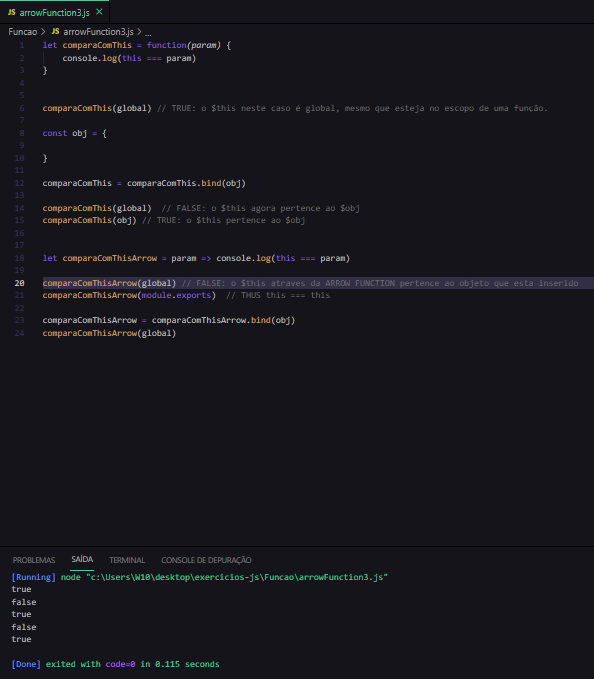 JS arrowFunction3.js ×
Funcao > JS arrowFunction3.js > ...
1 let comparaComThis = function(param) {
2 console.log(this === param)
3 }
4
5
6 comparaComThis(global) // TRUE: o $this neste caso é global, mesmo que esteja no escopo de uma função.
7
8 const obj = {
9
10 }
11
12 comparaComThis = comparaComThis.bind(obj)
13
14 comparaComThis(global) // FALSE: o $this agora pertence ao $obj
15 comparaComThis(obj) // TRUE: o $this pertence ao $obj
16
17
18 let comparaComThisArrow = param => console.log(this === param)
19
20 comparaComThisArrow(global) // FALSE: o $this atraves da ARROW FUNCTION pertence ao objeto que esta inserido
21 comparaComThisArrow(module.exports) // THUS this === this
22
23 comparaComThisArrow = comparaComThisArrow.bind(obj)
24 comparaComThisArrow(global)
PROBLEMAS SAÍDA TERMINAL CONSOLE DE DEPURAÇÃO
[Running] node "c:\Users\W10\desktop\exercicios-js\Funcao\arrowFunction3.js"
true
false
true
false
true
[Done] exited with code=0 in 0.115 seconds